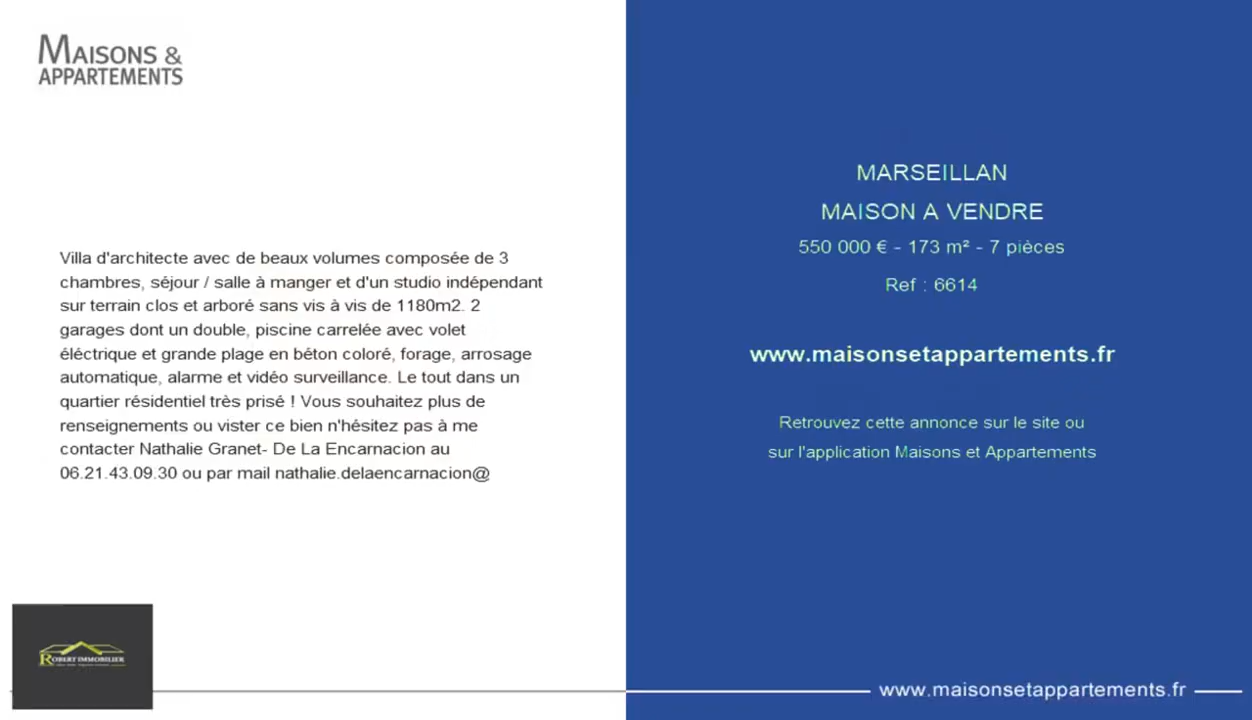 MAISONS &
APPARTEMENTS
Villa d'architecte avec de beaux volumes composée de 3
chambres, séjour / salle à manger et d'un studio indépendant
sur terrain clos et arboré sans vis à vis de 1180m2. 2
garages dont un double, piscine carrelée avec volet
éléctrique et grande plage en béton coloré, forage, arrosage
automatique, alarme et vidéo surveillance. Le tout dans un
quartier résidentiel très prisé ! Vous souhaitez plus de
renseignements ou vister ce bien n'hésitez pas à me
contacter Nathalie Granet- De La Encarnacion au
06.21.43.09.30 ou par mail nathalie.delaencarnacion@
ROBERT IMMOBILIER
MARSEILLAN
MAISON A VENDRE
550 000 € - 173 m² - 7 pièces
Ref : 6614
www.maisonsetappartements.fr
Retrouvez cette annonce sur le site ou
sur l'application Maisons et Appartements
www.maisonsetappartements.fr